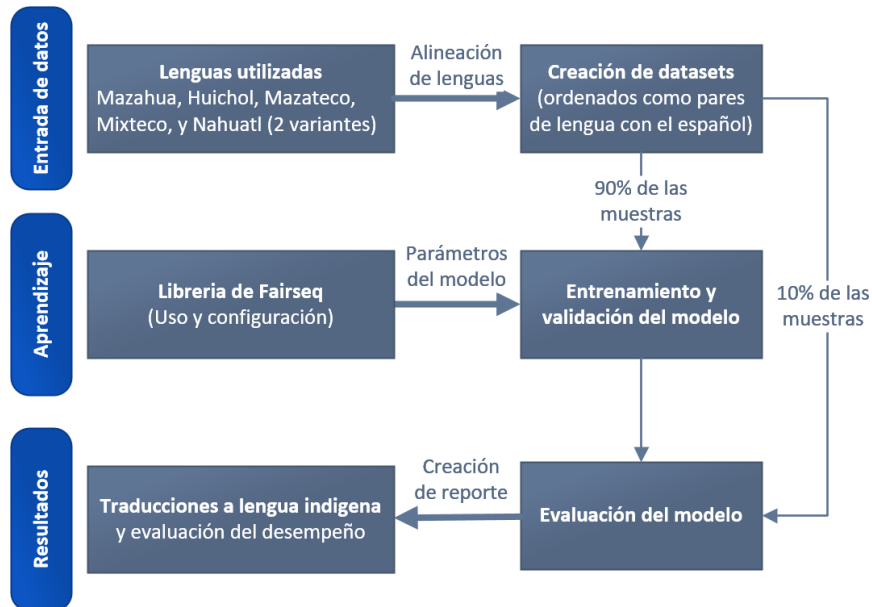 Entrada de datos
Lenguas utilizadas
Mazahua, Huichol, Mazateco,
Mixteco, y Nahuatl (2 variantes)
Alineación
de lenguas
Creación de datasets
(ordenados como pares
de lengua con el español)
90% de las
muestras
10% de las
muestras
Aprendizaje
Libreria de Fairseq
(Uso y configuración)
Parámetros
del modelo
Entrenamiento y
validación del modelo
Resultados
Traducciones a lengua indigena
y evaluación del desempeño
Creación
de reporte
Evaluación del modelo